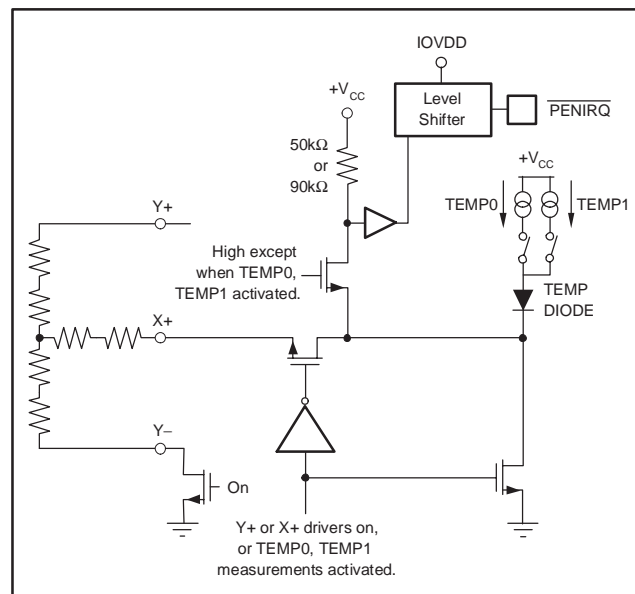 IOVDD
+VCC
Level
Shifter
PENIRQ
50kΩ
or
90kΩ
+VCC
TEMP0
TEMP1
Y+
High except
when TEMP0,
TEMP1 activated.
TEMP
DIODE
X+
Y−
On
Y+ or X+ drivers on,
or TEMP0, TEMP1
measurements activated.